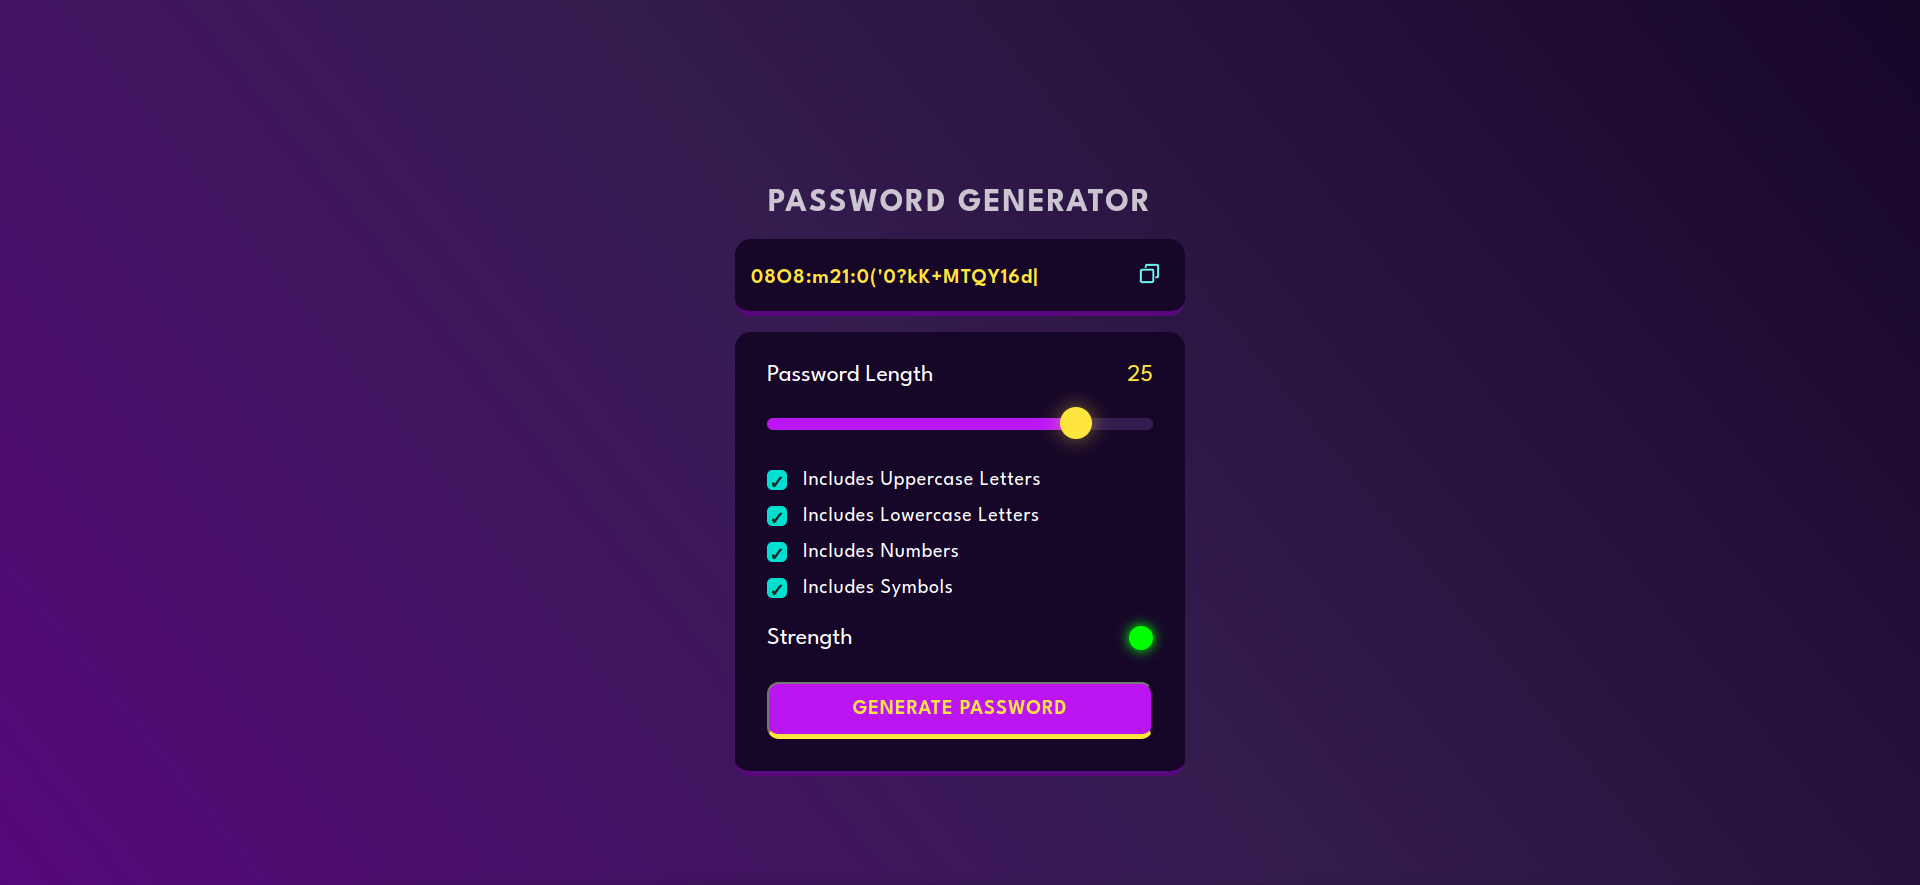 PASSWORD GENERATOR
08O8:m21:0('0?kK+MTQY16d|
Password Length 25
Includes Uppercase Letters
Includes Lowercase Letters
Includes Numbers
Includes Symbols
Strength
GENERATE PASSWORD